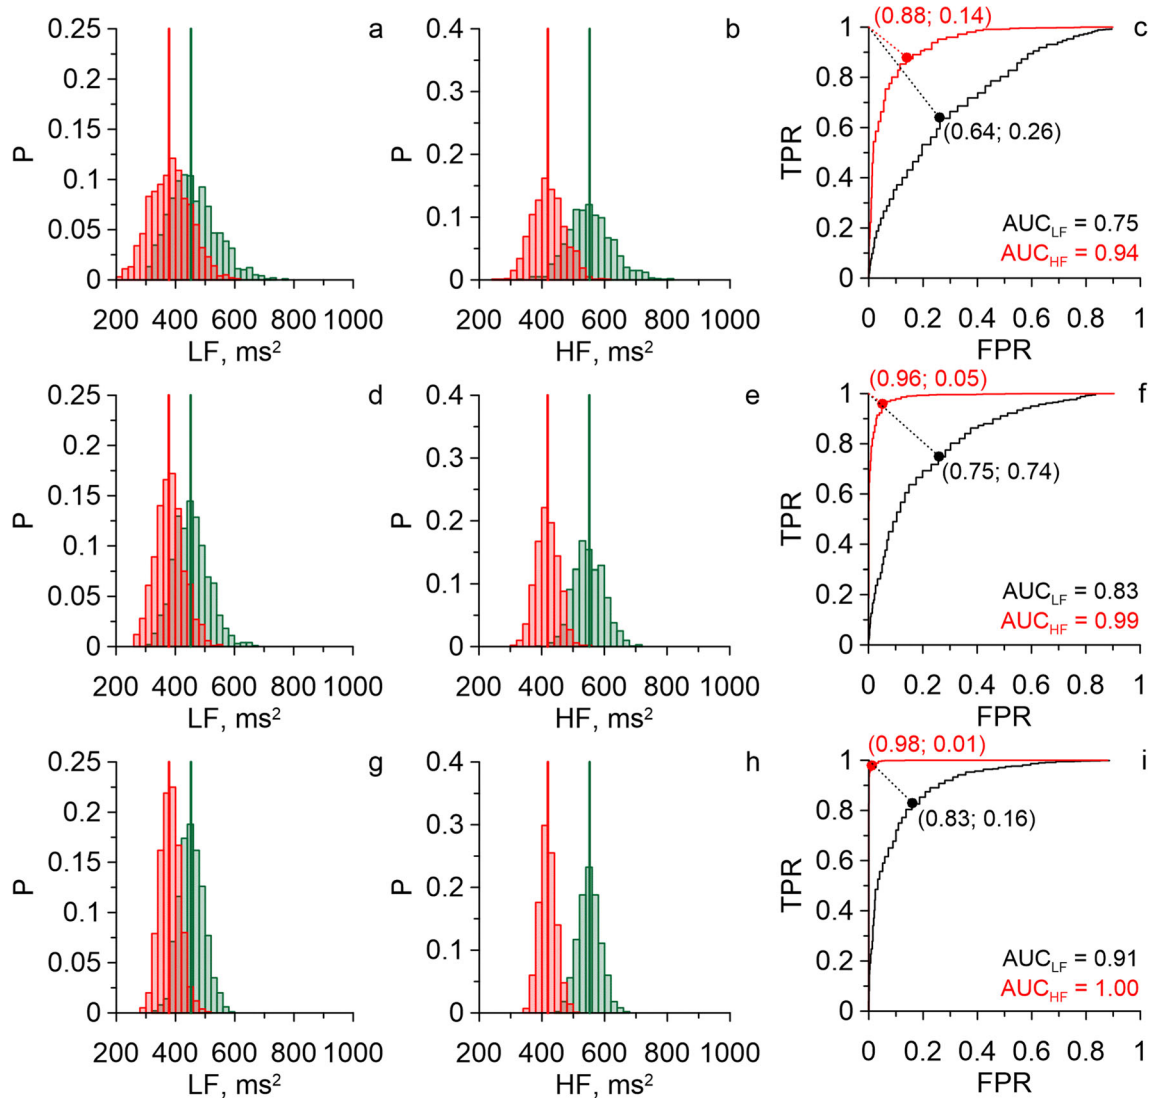 0.25
0.2
0.15
0.1
0.05
0
P
a
200 400 600 800 1000
LF, ms²
0.4
0.3
0.2
0.1
0
P
b
200 400 600 800 1000
HF, ms²
(0.88; 0.14)
c
1
0.8
0.6
0.4
0.2
0
TPR
(0.64; 0.26)
AUC_LF = 0.75
AUC_HF = 0.94
0 0.2 0.4 0.6 0.8 1
FPR
0.25
0.2
0.15
0.1
0.05
0
P
d
200 400 600 800 1000
LF, ms²
0.4
0.3
0.2
0.1
0
P
e
200 400 600 800 1000
HF, ms²
(0.96; 0.05)
f
1
0.8
0.6
0.4
0.2
0
TPR
(0.75; 0.74)
AUC_LF = 0.83
AUC_HF = 0.99
0 0.2 0.4 0.6 0.8 1
FPR
0.25
0.2
0.15
0.1
0.05
0
P
g
200 400 600 800 1000
LF, ms²
0.4
0.3
0.2
0.1
0
P
h
200 400 600 800 1000
HF, ms²
(0.98; 0.01)
i
1
0.8
0.6
0.4
0.2
0
TPR
(0.83; 0.16)
AUC_LF = 0.91
AUC_HF = 1.00
0 0.2 0.4 0.6 0.8 1
FPR